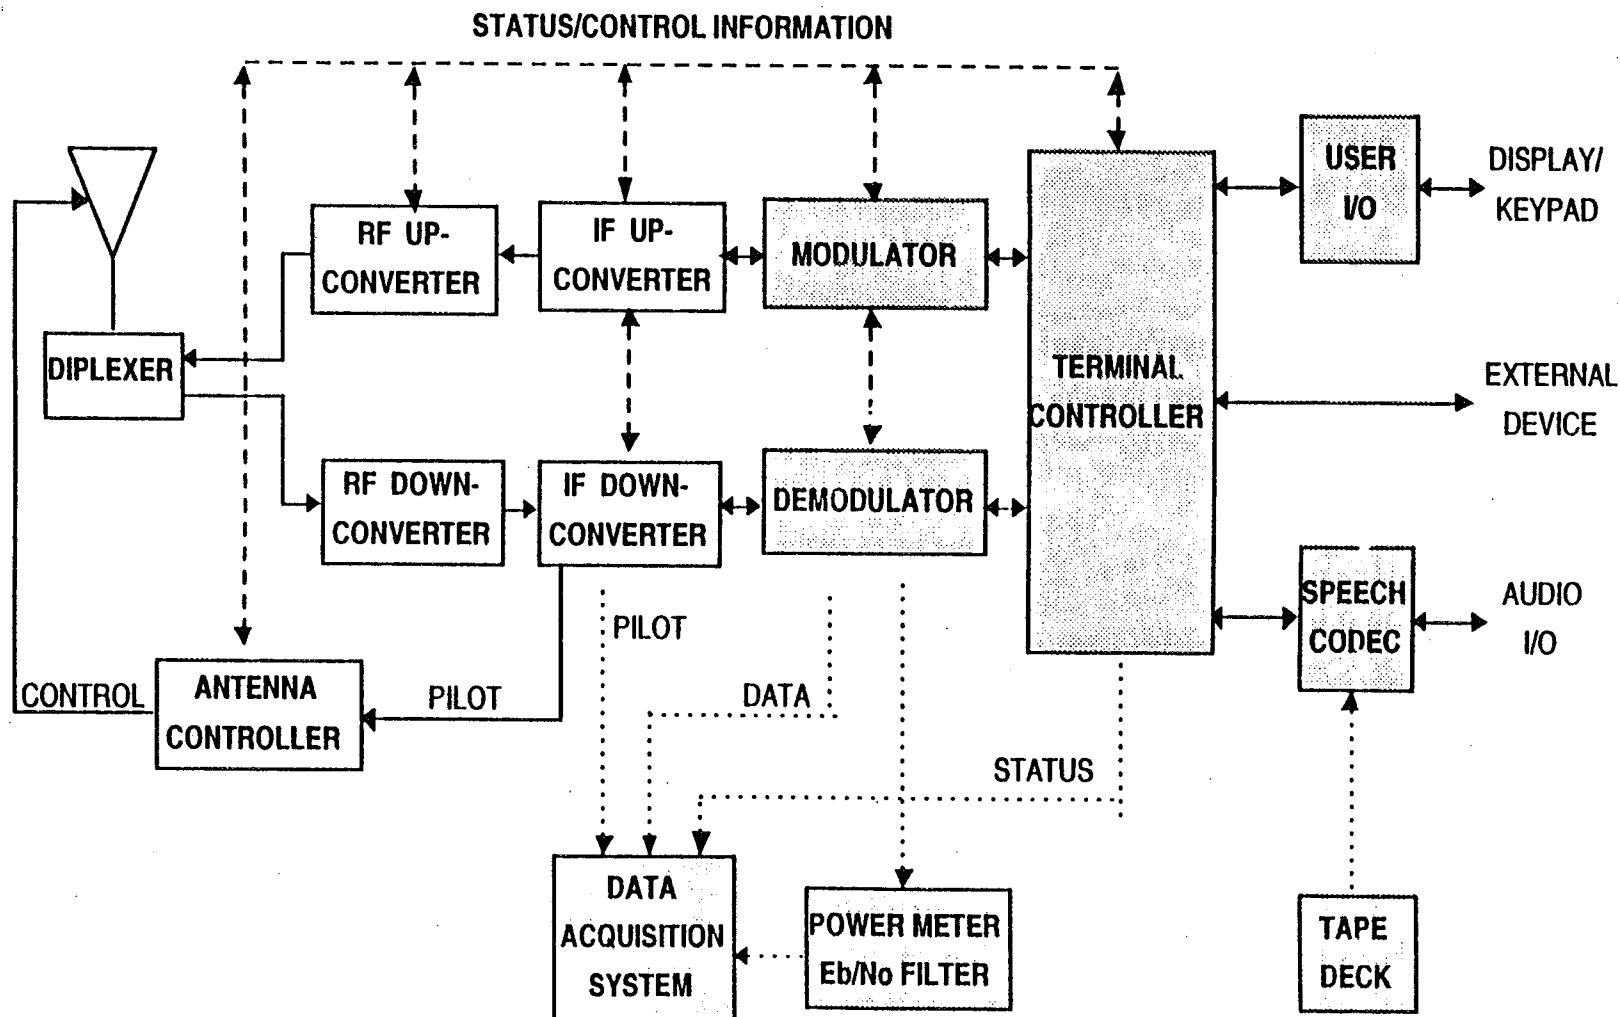 STATUS/CONTROL INFORMATION
USER
I/O
DISPLAY/
KEYPAD
RF UP-
CONVERTER
IF UP-
CONVERTER
MODULATOR
DIPLEXER
TERMINAL
CONTROLLER
EXTERNAL
DEVICE
RF DOWN-
CONVERTER
IF DOWN-
CONVERTER
DEMODULATOR
SPEECH
CODEC
AUDIO
I/O
PILOT
CONTROL
ANTENNA
CONTROLLER
PILOT
DATA
STATUS
DATA
ACQUISITION
SYSTEM
POWER METER
Eb/No FILTER
TAPE
DECK